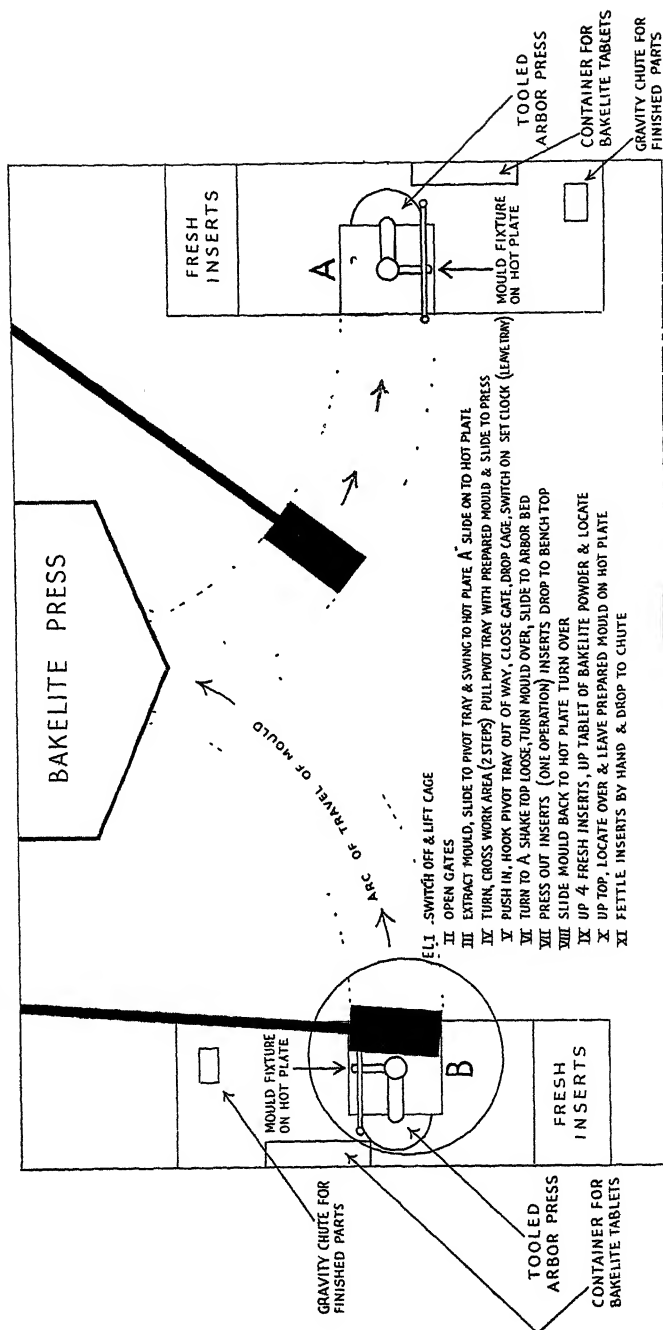 BAKELITE PRESS
FRESH
INSERTS
A
TOOLED
ARBOR PRESS
CONTAINER FOR
BAKELITE TABLETS
GRAVITY CHUTE FOR
FINISHED PARTS
MOULD FIXTURE
ON HOT PLATE
ARC OF TRAVEL OF MOULD
EL I .SWITCH OFF & LIFT CAGE
II OPEN GATES
III EXTRACT MOULD, SLIDE TO PIVOT TRAY & SWING TO HOT PLATE A" SLIDE ON TO HOT PLATE
IV TURN, CROSS WORK AREA (2 STEPS) PULL PIVOT TRAY WITH PREPARED MOULD & SLIDE TO PRESS
V PUSH IN, HOOK PIVOT TRAY OUT OF WAY, CLOSE GATE, DROP CAGE, SWITCH ON SET CLOCK (LEAVE TRAY)
VI TURN TO A SHAKE TOP LOOSE, TURN MOULD OVER, SLIDE TO ARBOR BED
VII PRESS OUT INSERTS (ONE OPERATION) INSERTS DROP TO BENCH TOP
VIII SLIDE MOULD BACK TO HOT PLATE TURN OVER
IX UP 4 FRESH INSERTS, UP TABLET OF BAKELITE POWDER & LOCATE
X UP TOP, LOCATE OVER & LEAVE PREPARED MOULD ON HOT PLATE
XI FETTLE INSERTS BY HAND & DROP TO CHUTE
MOULD FIXTURE
ON HOT PLATE
B
FRESH
INSERTS
GRAVITY CHUTE FOR
FINISHED PARTS
TOOLED
ARBOR PRESS
CONTAINER FOR
BAKELITE TABLETS